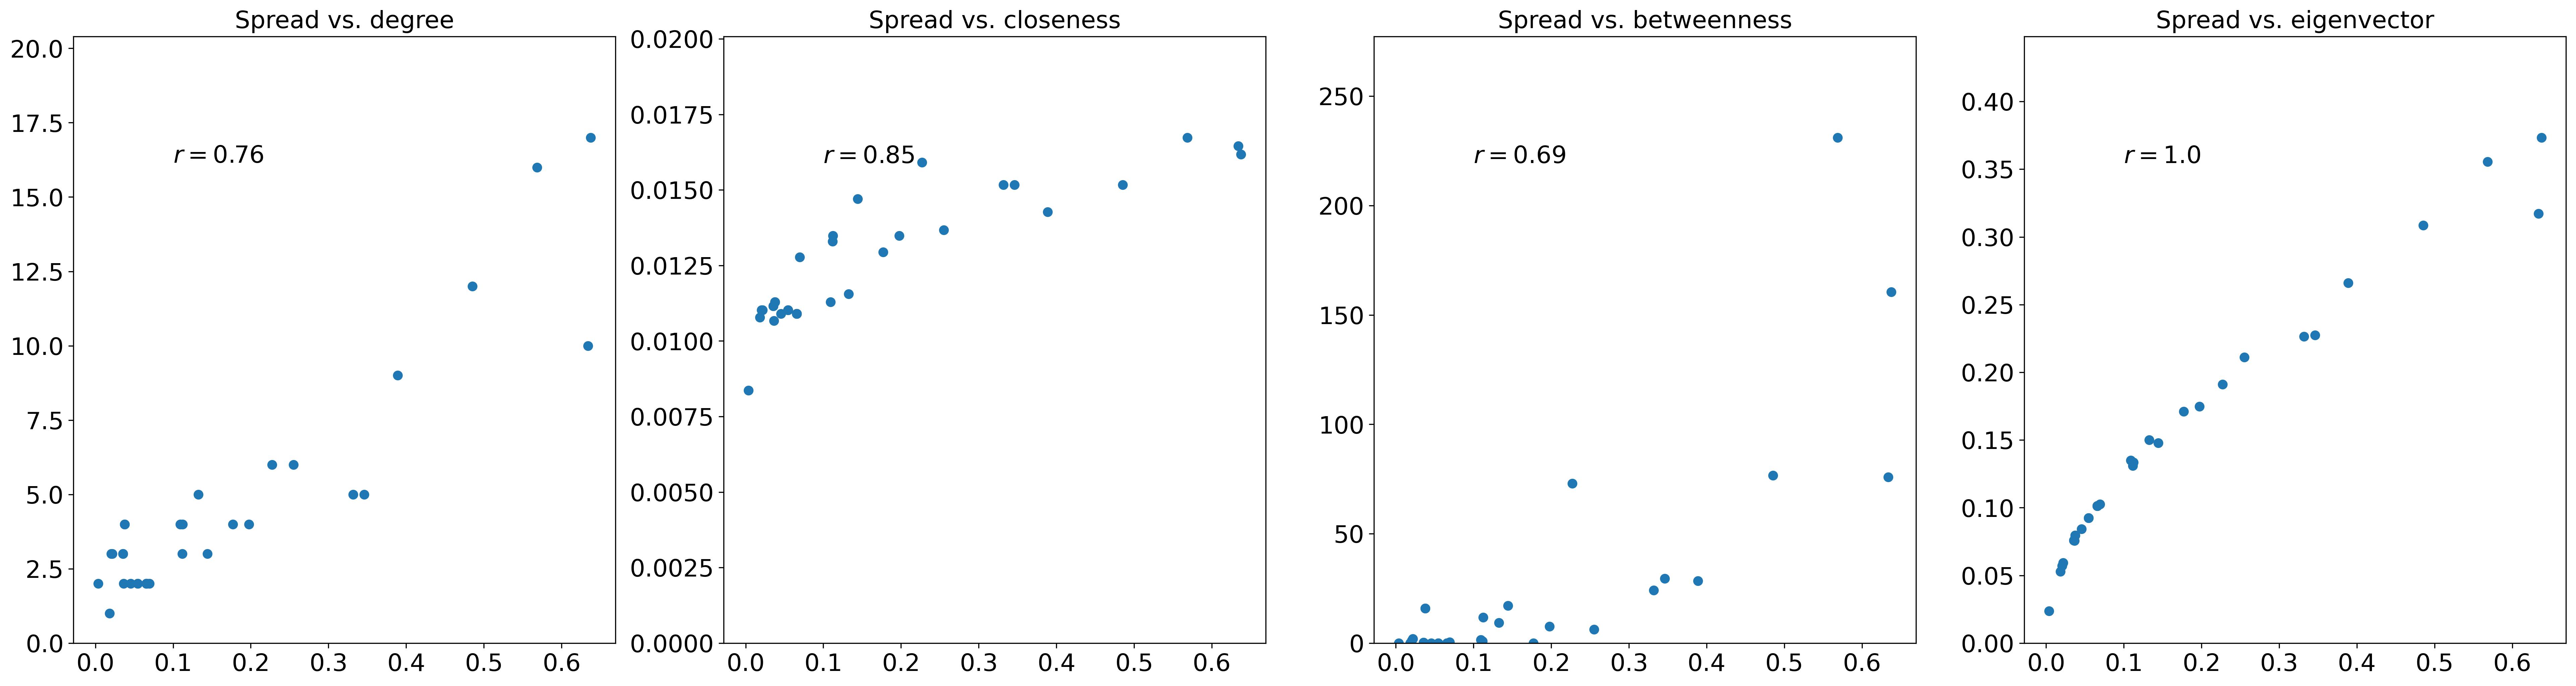 Spread vs. degree
20.0
17.5
15.0
12.5
10.0
7.5
5.0
2.5
0.0
r = 0.76
0.0 0.1 0.2 0.3 0.4 0.5 0.6
Spread vs. closeness
0.0200
0.0175
0.0150
0.0125
0.0100
0.0075
0.0050
0.0025
0.0000
r = 0.85
0.0 0.1 0.2 0.3 0.4 0.5 0.6
Spread vs. betweenness
250
200
150
100
50
0
r = 0.69
0.0 0.1 0.2 0.3 0.4 0.5 0.6
Spread vs. eigenvector
0.40
0.35
0.30
0.25
0.20
0.15
0.10
0.05
0.00
r = 1.0
0.0 0.1 0.2 0.3 0.4 0.5 0.6